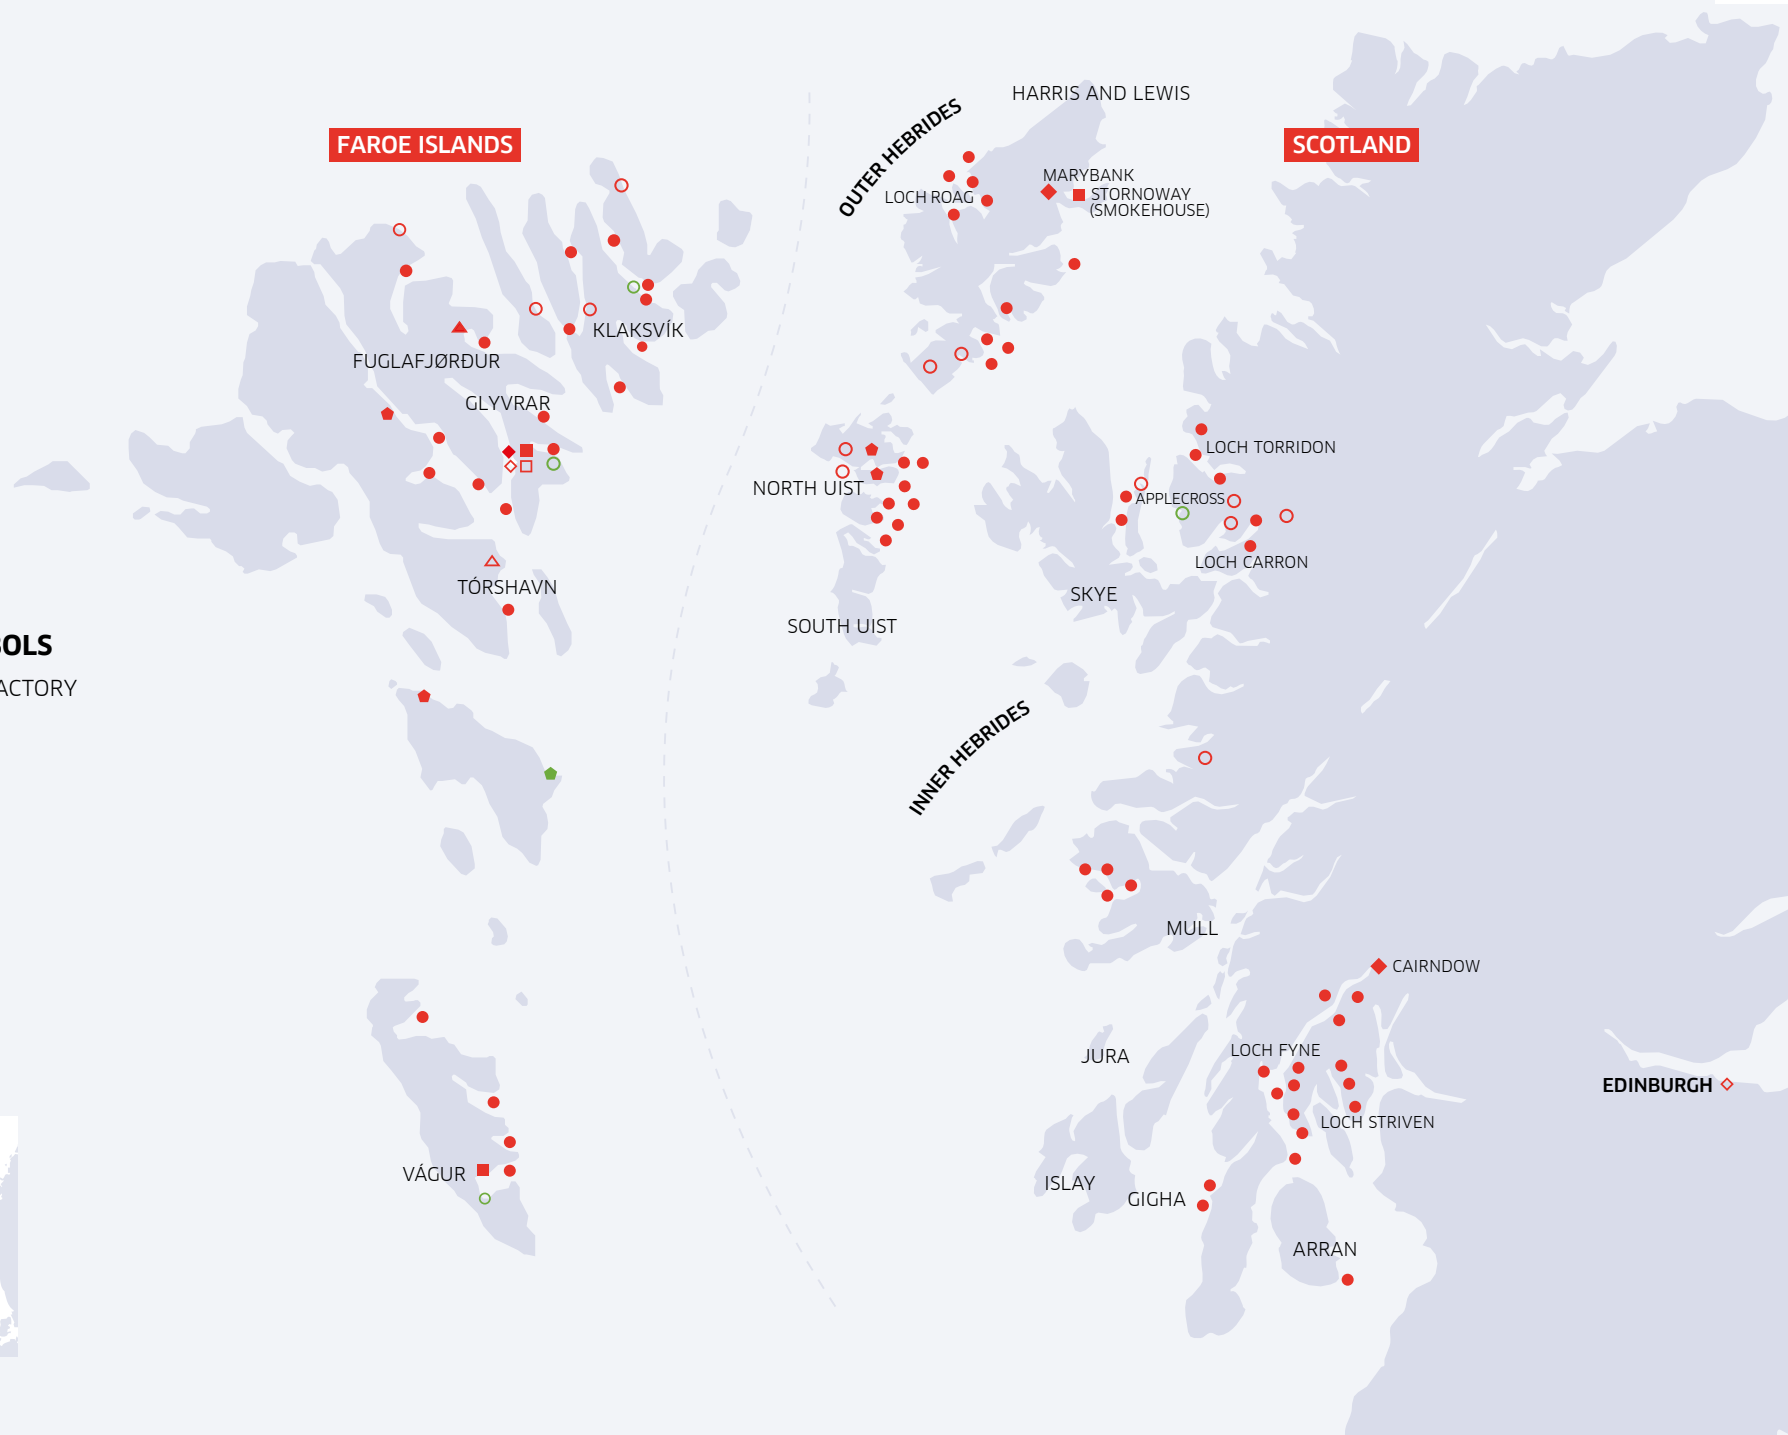 HARRIS AND LEWIS
OUTER HEBRIDES
FAROE ISLANDS
SCOTLAND
MARYBANK
STORNOWAY
(SMOKEHOUSE)
LOCH ROAG
KLAKSVÍK
FUGLAFJØRÐUR
GLYVRAR
LOCH TORRIDON
NORTH UIST
APPLECROSS
LOCH CARRON
TÓRSHAVN
SKYE
SOUTH UIST
BOLS
ACTORY
INNER HEBRIDES
MULL
CAIRNDOW
LOCH FYNE
JURA
EDINBURGH
LOCH STRIVEN
VÁGUR
ISLAY
GIGHA
ARRAN